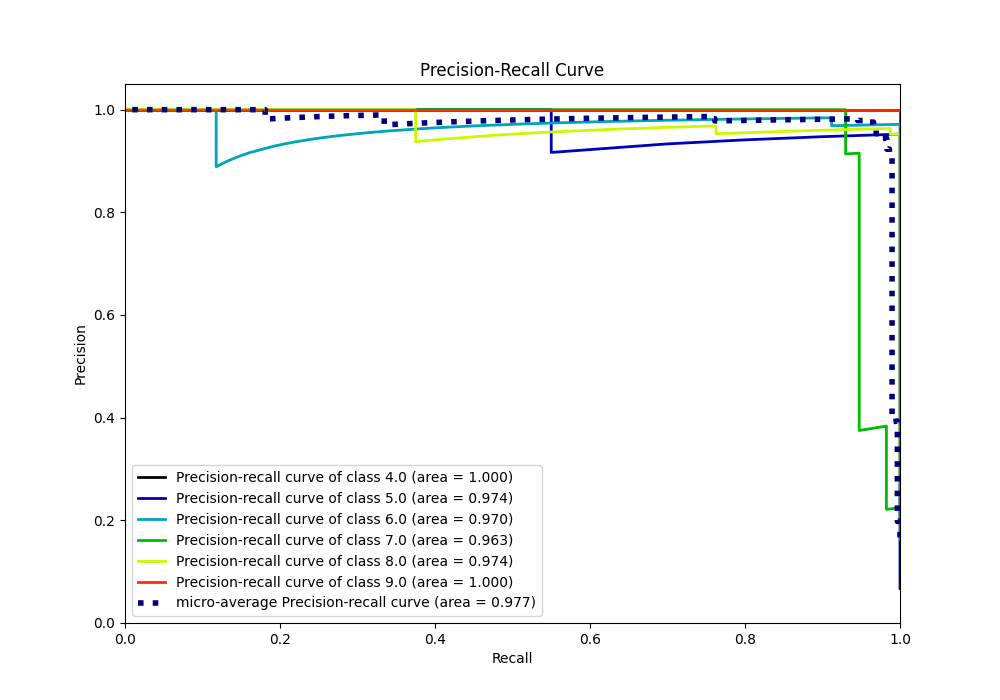 Precision-Recall Curve
1.0
0.8
0.6
0.4
0.2
0.0
Precision
Precision-recall curve of class 4.0 (area = 1.000)
Precision-recall curve of class 5.0 (area = 0.974)
Precision-recall curve of class 6.0 (area = 0.970)
Precision-recall curve of class 7.0 (area = 0.963)
Precision-recall curve of class 8.0 (area = 0.974)
Precision-recall curve of class 9.0 (area = 1.000)
micro-average Precision-recall curve (area = 0.977)
0.0 0.2 0.4 0.6 0.8 1.0
Recall